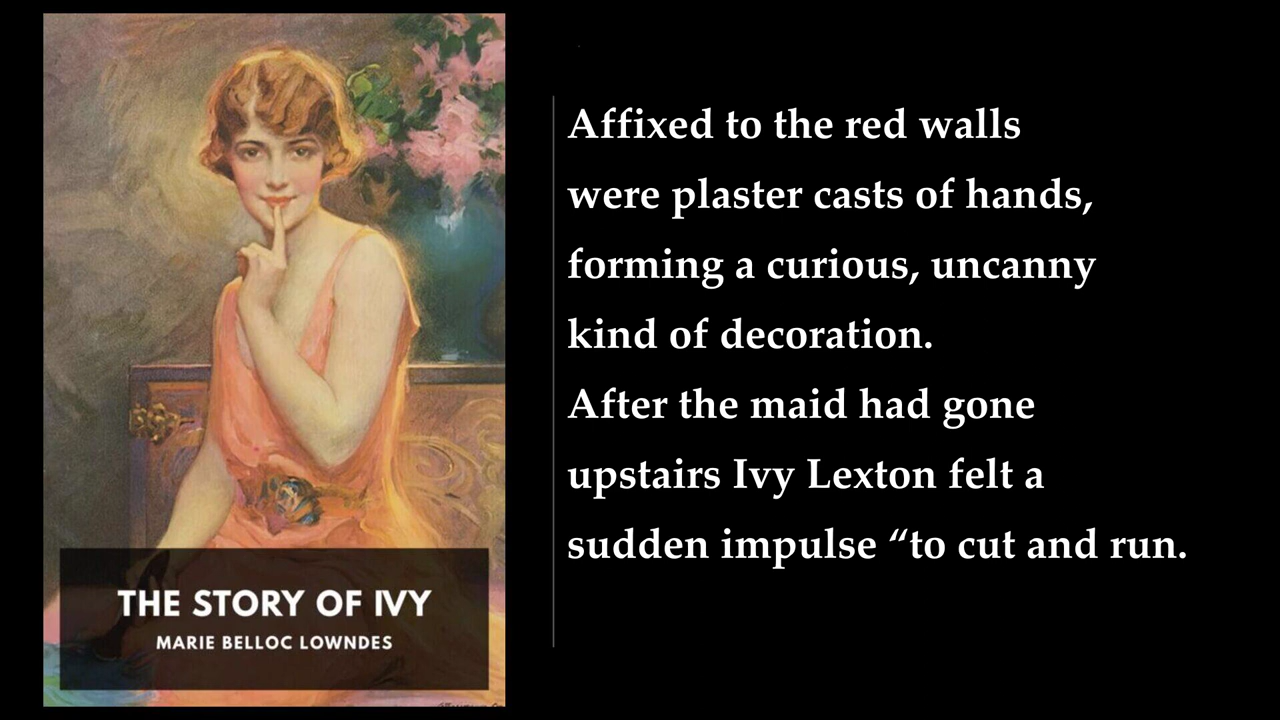 Affixed to the red walls
were plaster casts of hands,
forming a curious, uncanny
kind of decoration.
After the maid had gone
upstairs Ivy Lexton felt a
sudden impulse “to cut and run.
THE STORY OF IVY
MARIE BELLOC LOWNDES